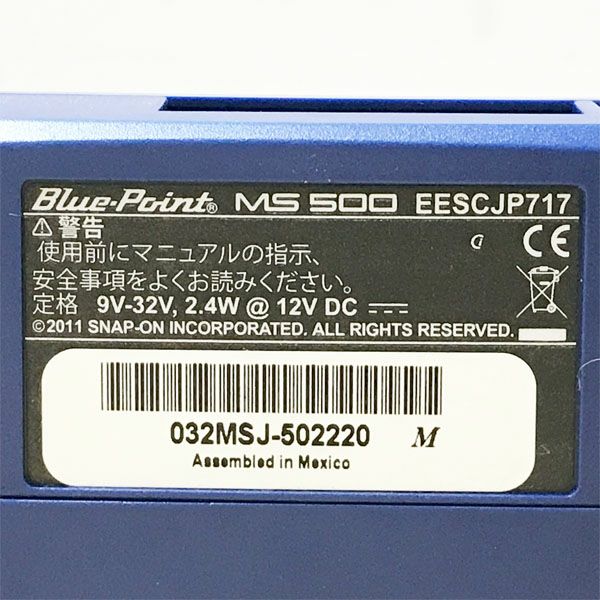 Blue-Point® MS 500 EESCJP717
⚠警告
使用前にマニュアルの指示、
安全事項をよくお読みください。
定格 9V-32V, 2.4W @ 12V DC ⎓
©2011 SNAP-ON INCORPORATED. ALL RIGHTS RESERVED.
CE
032MSJ-502220 M
Assembled in Mexico